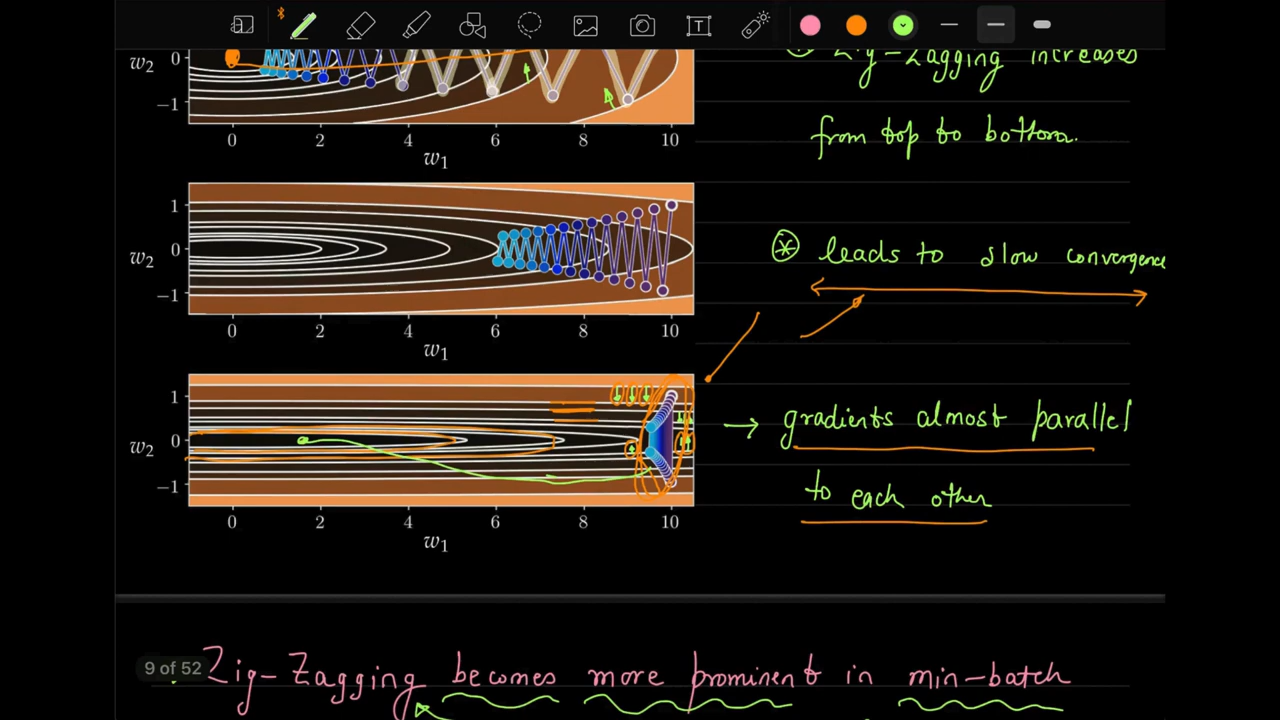 T
w₂ 0
−1
0 2 4 6 8 10
w₁
Zig-Zagging increases
from top to bottom.
1
w₂ 0
−1
0 2 4 6 8 10
w₁
* leads to slow convergence
1
w₂ 0
−1
0 2 4 6 8 10
w₁
→ gradients almost parallel
to each other
9 of 52
Zig-Zagging becomes more prominent in min-batch